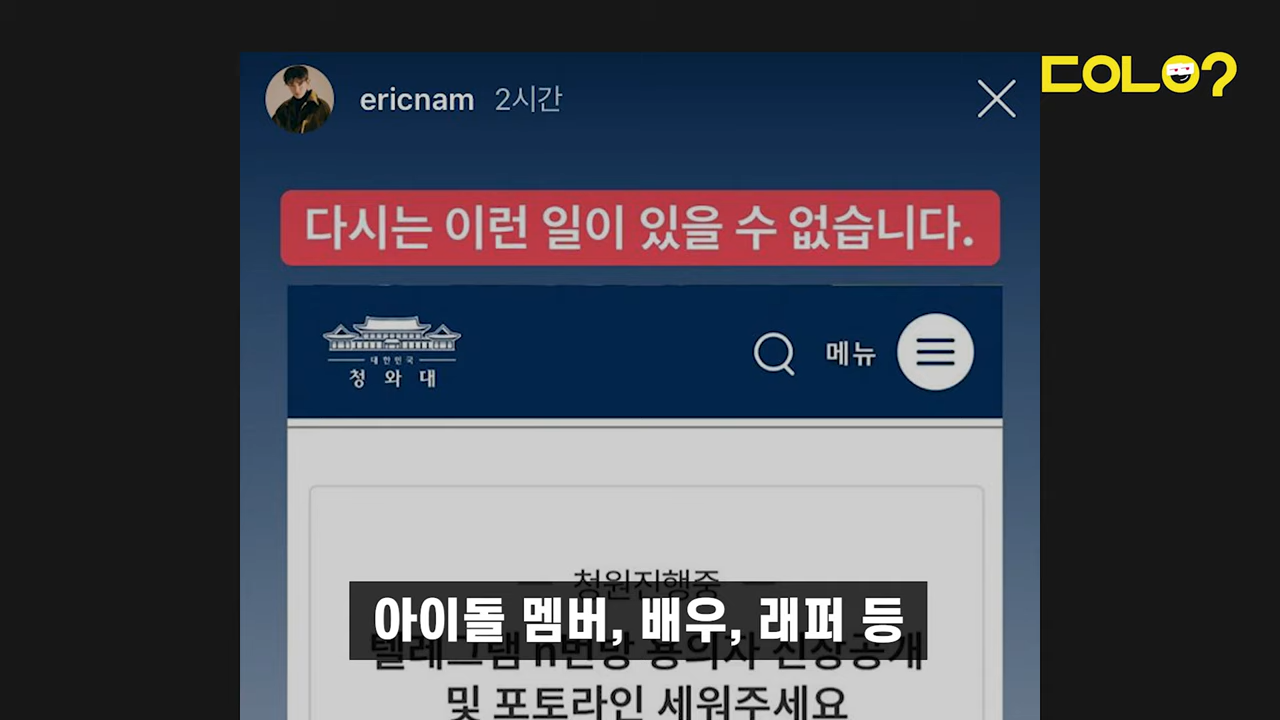 ericnam 2시간
다시는 이런 일이 있을 수 없습니다.
대한민국
청와대
메뉴
청원진행중
아이돌 멤버, 배우, 래퍼 등
텔레그램 n번방 용의자 신상공개
및 포토라인 세워주세요